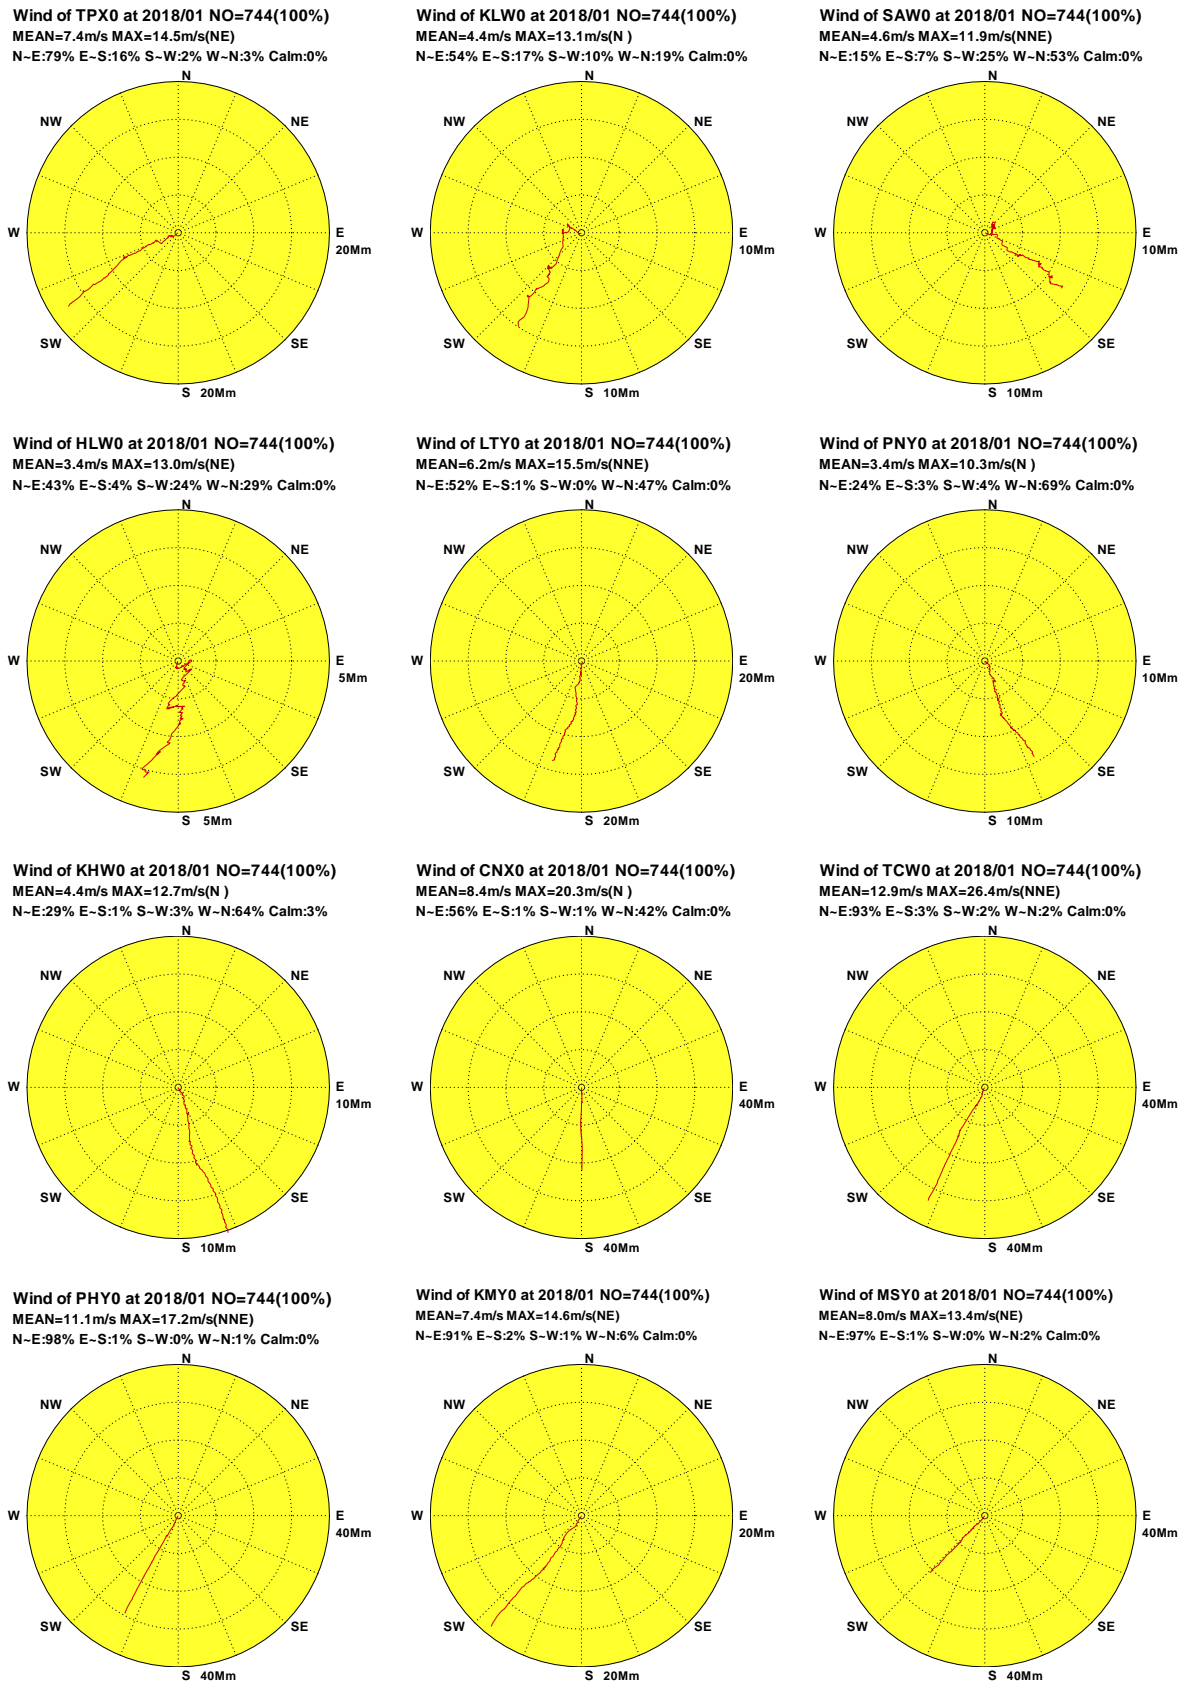 Wind of TPX0 at 2018/01 NO=744(100%)
MEAN=7.4m/s MAX=14.5m/s(NE)
N~E:79% E~S:16% S~W:2% W~N:3% Calm:0%
N
NW
NE
W
E
20Mm
SW
SE
S 20Mm
Wind of KLW0 at 2018/01 NO=744(100%)
MEAN=4.4m/s MAX=13.1m/s(N )
N~E:54% E~S:17% S~W:10% W~N:19% Calm:0%
N
NW
NE
W
E
10Mm
SW
SE
S 10Mm
Wind of SAW0 at 2018/01 NO=744(100%)
MEAN=4.6m/s MAX=11.9m/s(NNE)
N~E:15% E~S:7% S~W:25% W~N:53% Calm:0%
N
NW
NE
W
E
10Mm
SW
SE
S 10Mm
Wind of HLW0 at 2018/01 NO=744(100%)
MEAN=3.4m/s MAX=13.0m/s(NE)
N~E:43% E~S:4% S~W:24% W~N:29% Calm:0%
N
NW
NE
W
E
5Mm
SW
SE
S 5Mm
Wind of LTY0 at 2018/01 NO=744(100%)
MEAN=6.2m/s MAX=15.5m/s(NNE)
N~E:52% E~S:1% S~W:0% W~N:47% Calm:0%
N
NW
NE
W
E
20Mm
SW
SE
S 20Mm
Wind of PNY0 at 2018/01 NO=744(100%)
MEAN=3.4m/s MAX=10.3m/s(N )
N~E:24% E~S:3% S~W:4% W~N:69% Calm:0%
N
NW
NE
W
E
10Mm
SW
SE
S 10Mm
Wind of KHW0 at 2018/01 NO=744(100%)
MEAN=4.4m/s MAX=12.7m/s(N )
N~E:29% E~S:1% S~W:3% W~N:64% Calm:3%
N
NW
NE
W
E
10Mm
SW
SE
S 10Mm
Wind of CNX0 at 2018/01 NO=744(100%)
MEAN=8.4m/s MAX=20.3m/s(N )
N~E:56% E~S:1% S~W:1% W~N:42% Calm:0%
N
NW
NE
W
E
40Mm
SW
SE
S 40Mm
Wind of TCW0 at 2018/01 NO=744(100%)
MEAN=12.9m/s MAX=26.4m/s(NNE)
N~E:93% E~S:3% S~W:2% W~N:2% Calm:0%
N
NW
NE
W
E
40Mm
SW
SE
S 40Mm
Wind of PHY0 at 2018/01 NO=744(100%)
MEAN=11.1m/s MAX=17.2m/s(NNE)
N~E:98% E~S:1% S~W:0% W~N:1% Calm:0%
N
NW
NE
W
E
40Mm
SW
SE
S 40Mm
Wind of KMY0 at 2018/01 NO=744(100%)
MEAN=7.4m/s MAX=14.6m/s(NE)
N~E:91% E~S:2% S~W:1% W~N:6% Calm:0%
N
NW
NE
W
E
20Mm
SW
SE
S 20Mm
Wind of MSY0 at 2018/01 NO=744(100%)
MEAN=8.0m/s MAX=13.4m/s(NE)
N~E:97% E~S:1% S~W:0% W~N:2% Calm:0%
N
NW
NE
W
E
40Mm
SW
SE
S 40Mm